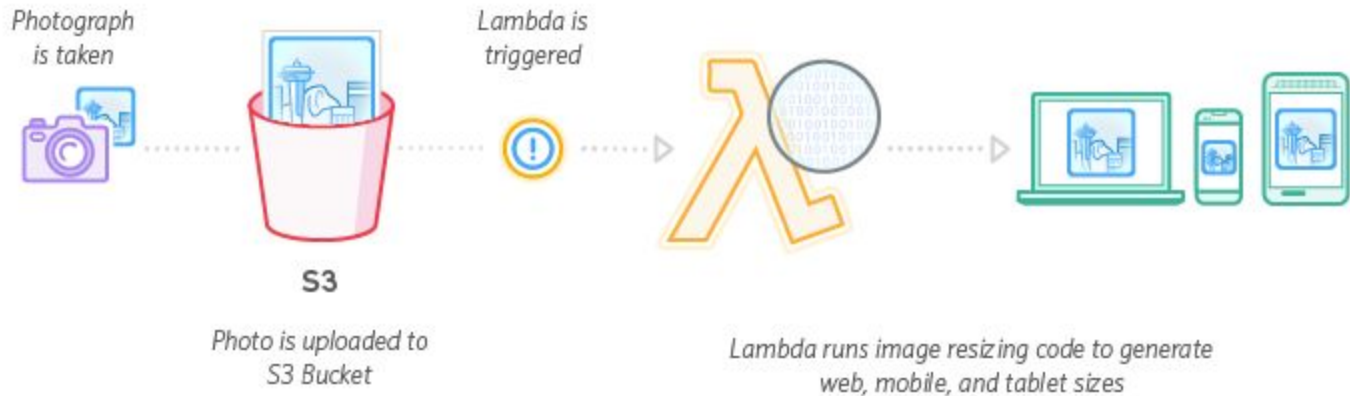 Photograph
is taken
Lambda is
triggered
S3
Photo is uploaded to
S3 Bucket
Lambda runs image resizing code to generate
web, mobile, and tablet sizes